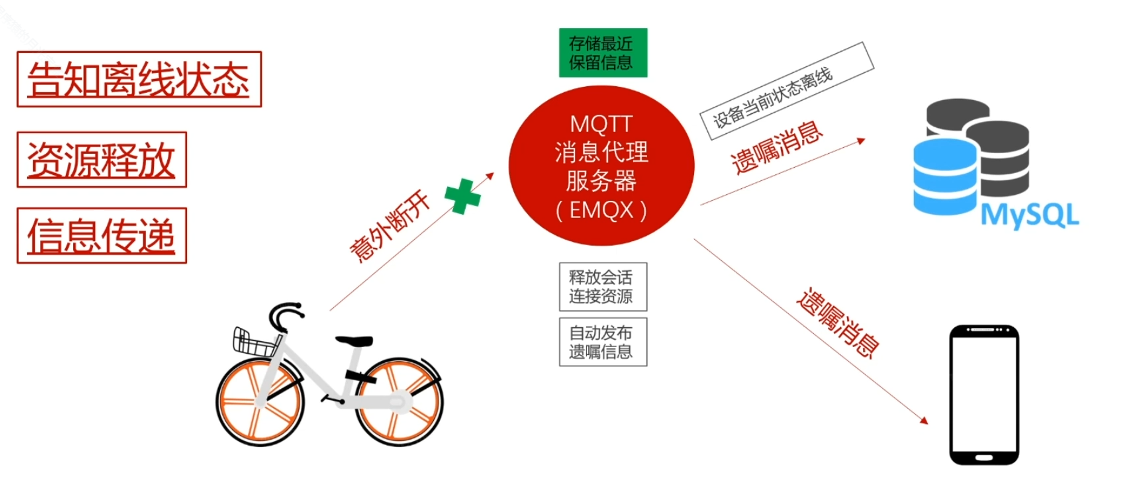 告知离线状态
资源释放
信息传递
存储最近
保留信息
MQTT
消息代理
服务器
（EMQX）
意外断开
设备当前状态离线
遗嘱消息
MySQL
释放会话
连接资源
自动发布
遗嘱信息
遗嘱消息